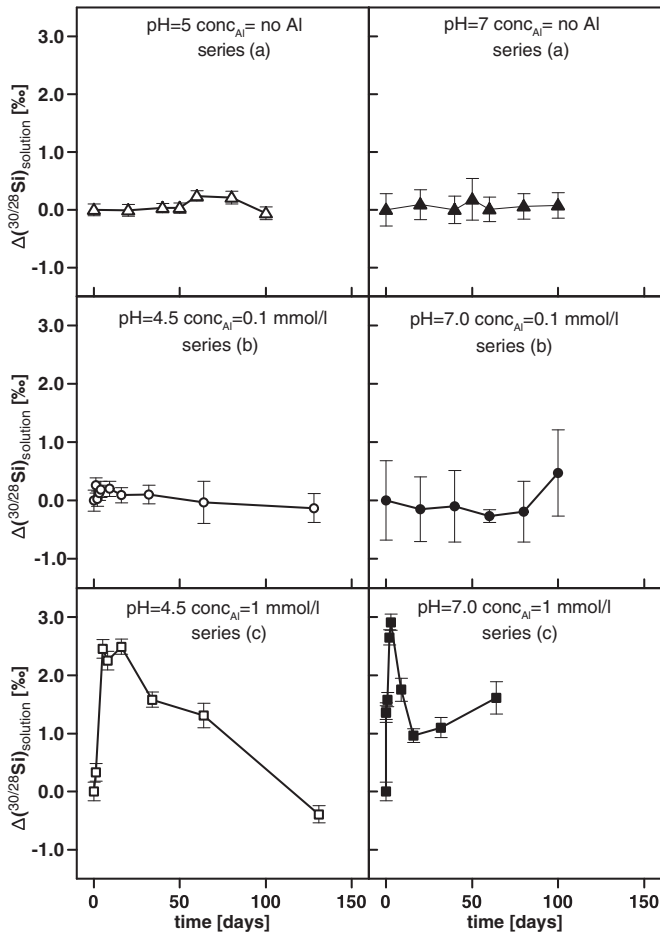 pH=5 conc_Al= no Al
series (a)
pH=7 conc_Al= no Al
series (a)
3.0
2.0
1.0
0.0
-1.0
Δ(30/28Si)solution [‰]
pH=4.5 conc_Al=0.1 mmol/l
series (b)
pH=7.0 conc_Al=0.1 mmol/l
series (b)
3.0
2.0
1.0
0.0
-1.0
Δ(30/28Si)solution [‰]
pH=4.5 conc_Al=1 mmol/l
series (c)
pH=7.0 conc_Al=1 mmol/l
series (c)
3.0
2.0
1.0
0.0
-1.0
Δ(30/28Si)solution [‰]
0 50 100 150
0 50 100 150
time [days]
time [days]